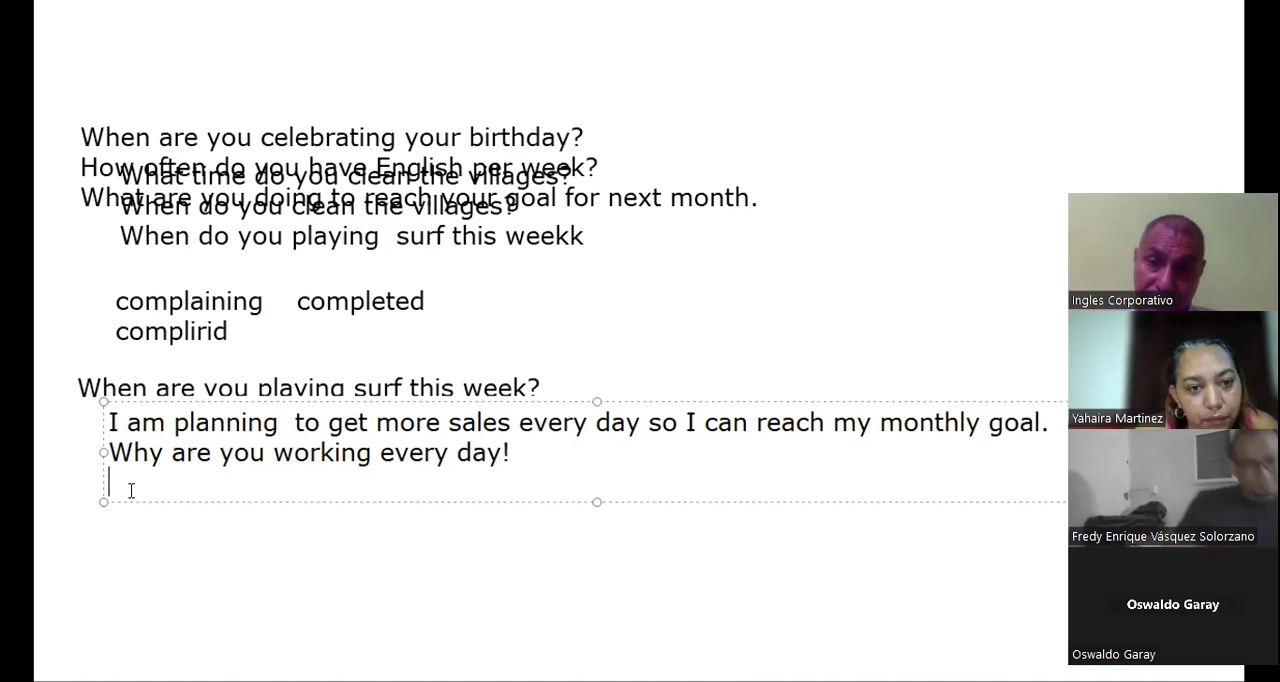 When are you celebrating your birthday?
How often do you have English per week?
What time do you clean the villages?
What are you doing to reach your goal for next month.
When do you clean the villages?
When do you playing  surf this weekk
complaining    completed
complirid
When are you playing surf this week?
I am planning  to get more sales every day so I can reach my monthly goal.
Why are you working every day!
Ingles Corporativo
Yahaira Martinez
Fredy Enrique Vásquez Solorzano
Oswaldo Garay
Oswaldo Garay